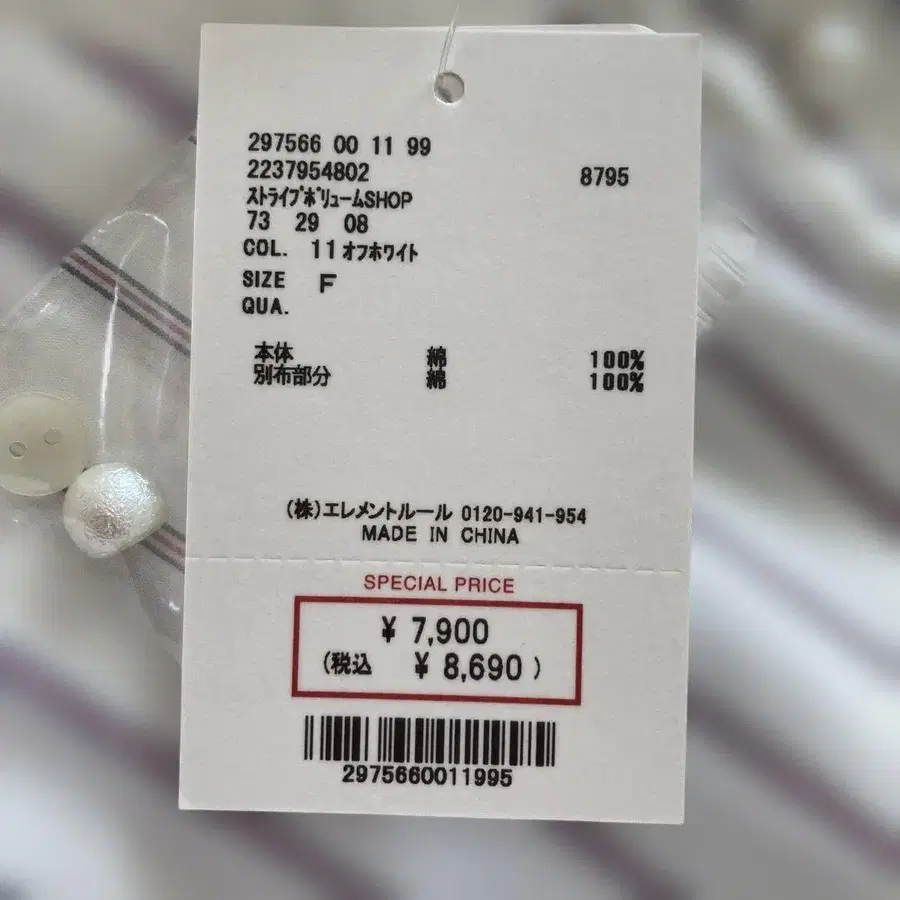 297566 00 11 99
2237954802 8795
ｽﾄﾗｲﾌﾟﾎﾞﾘｭｰﾑSHOP
73 29 08
COL. 11 ｵﾌﾎﾜｲﾄ
SIZE F
QUA.
本体 綿 100%
別布部分 綿 100%
(株)エレメントルール 0120-941-954
MADE IN CHINA
SPECIAL PRICE
¥ 7,900
(税込 ¥ 8,690 )
2975660011995